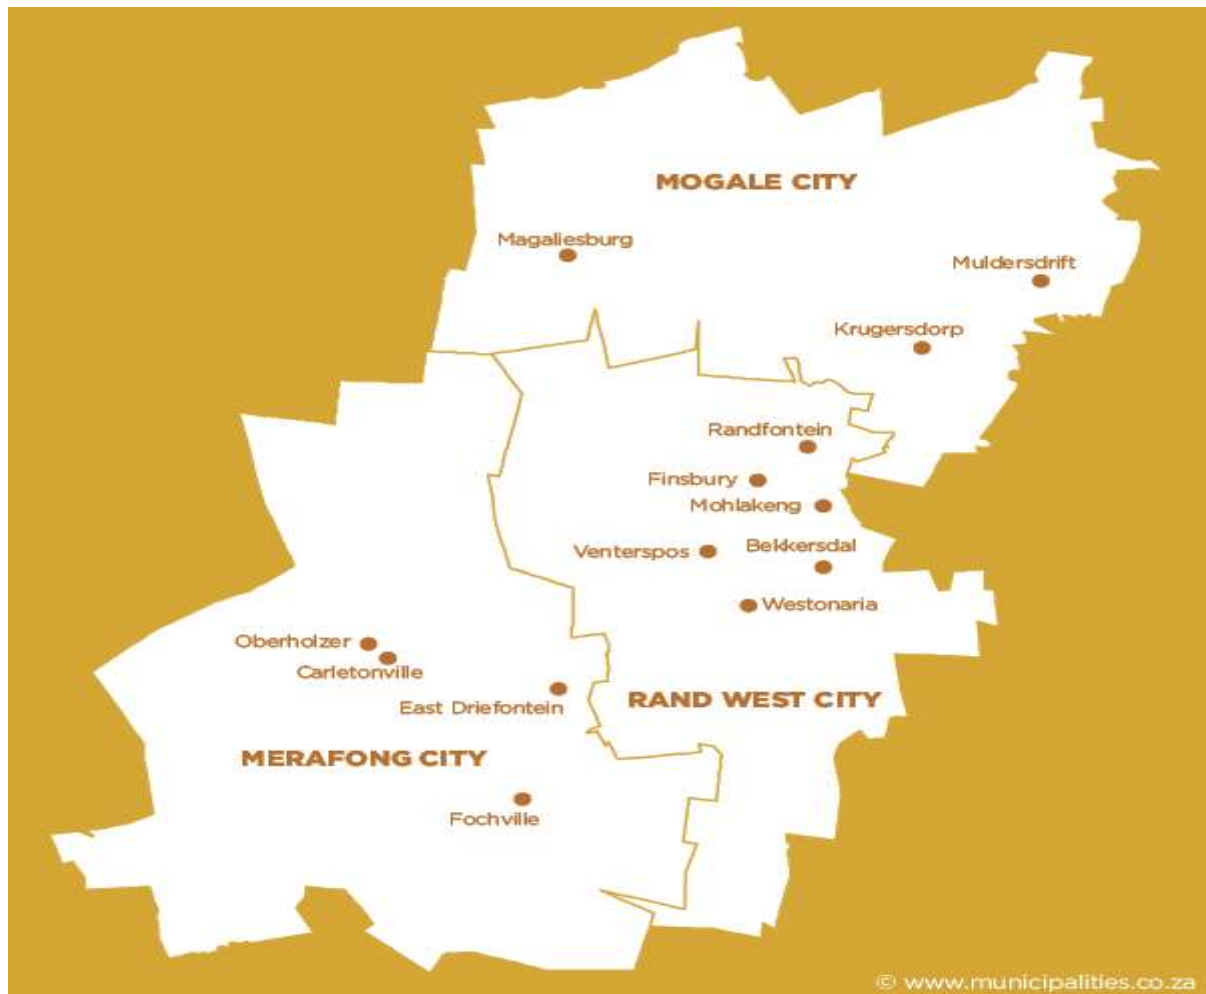 MOGALE CITY
Magaliesburg
Muldersdrift
Krugersdorp
Randfontein
Finsbury
Mohlakeng
Bekkersdal
Venterspos
Westonaria
Oberholzer
Carletonville
East Driefontein
RAND WEST CITY
MERAFONG CITY
Fochville
© www.municipalities.co.za